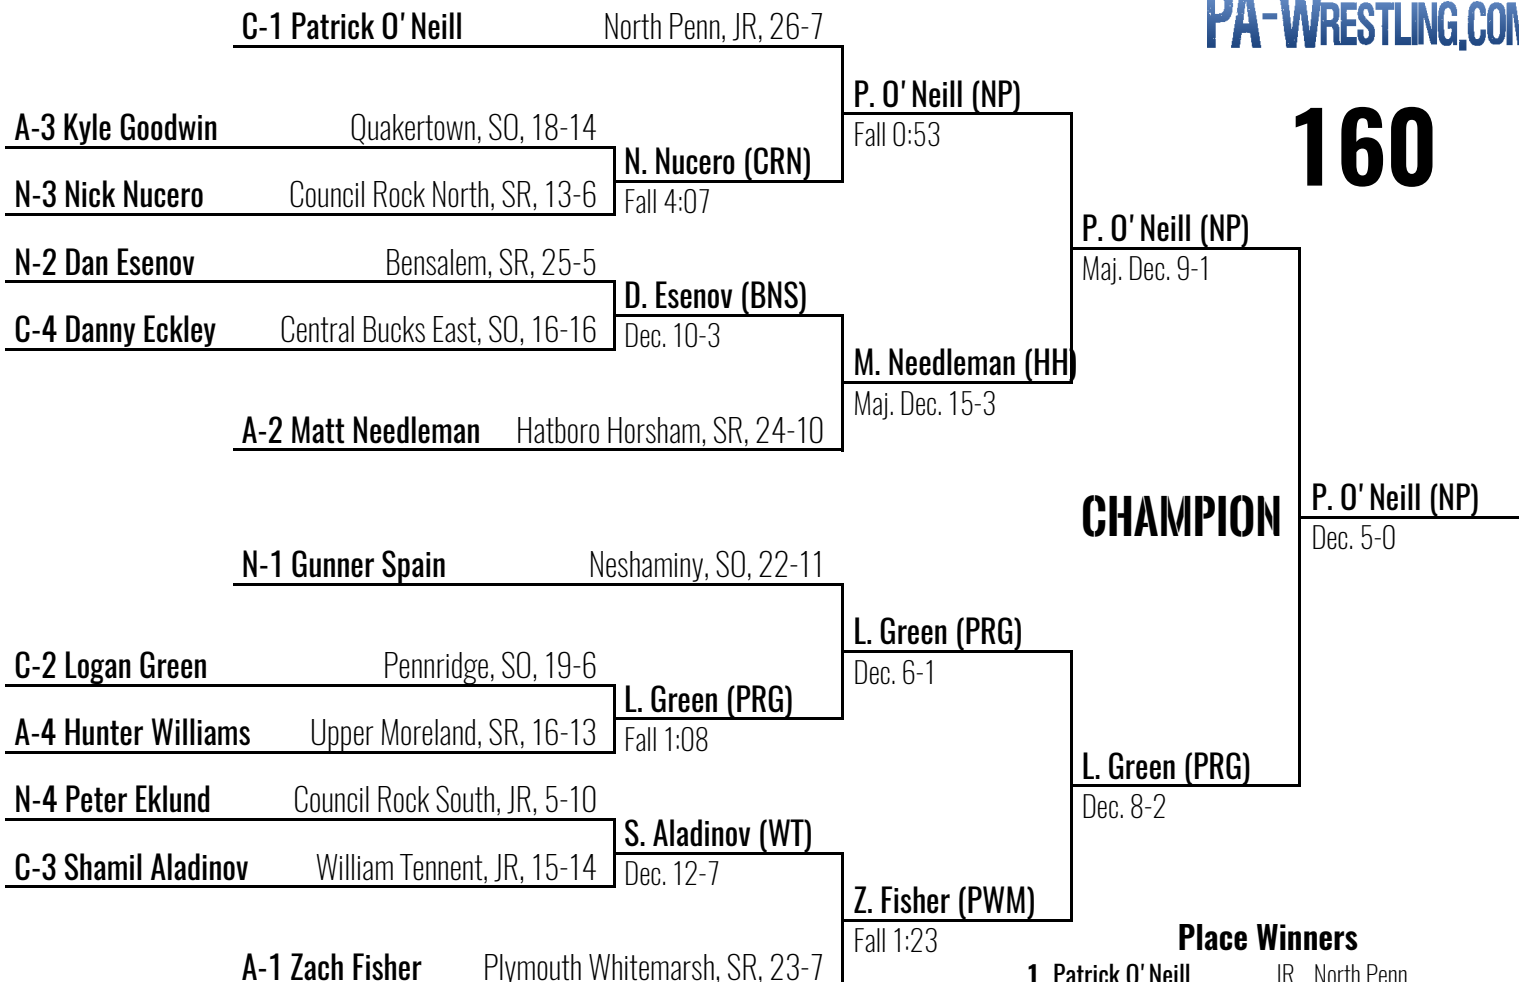 C-1 Patrick O'Neill North Penn, JR, 26-7
PA-WRESTLING.COM
P. O'Neill (NP)
Fall 0:53
160
A-3 Kyle Goodwin Quakertown, SO, 18-14
N. Nucero (CRN)
Fall 4:07
N-3 Nick Nucero Council Rock North, SR, 13-6
P. O'Neill (NP)
Maj. Dec. 9-1
N-2 Dan Esenov Bensalem, SR, 25-5
D. Esenov (BNS)
Dec. 10-3
C-4 Danny Eckley Central Bucks East, SO, 16-16
M. Needleman (HH)
Maj. Dec. 15-3
A-2 Matt Needleman Hatboro Horsham, SR, 24-10
CHAMPION
P. O'Neill (NP)
Dec. 5-0
N-1 Gunner Spain Neshaminy, SO, 22-11
L. Green (PRG)
Dec. 6-1
C-2 Logan Green Pennridge, SO, 19-6
L. Green (PRG)
Fall 1:08
A-4 Hunter Williams Upper Moreland, SR, 16-13
L. Green (PRG)
Dec. 8-2
N-4 Peter Eklund Council Rock South, JR, 5-10
S. Aladinov (WT)
Dec. 12-7
C-3 Shamil Aladinov William Tennent, JR, 15-14
Z. Fisher (PWM)
Fall 1:23
A-1 Zach Fisher Plymouth Whitemarsh, SR, 23-7
Place Winners
1 Patrick O'Neill JR North Penn